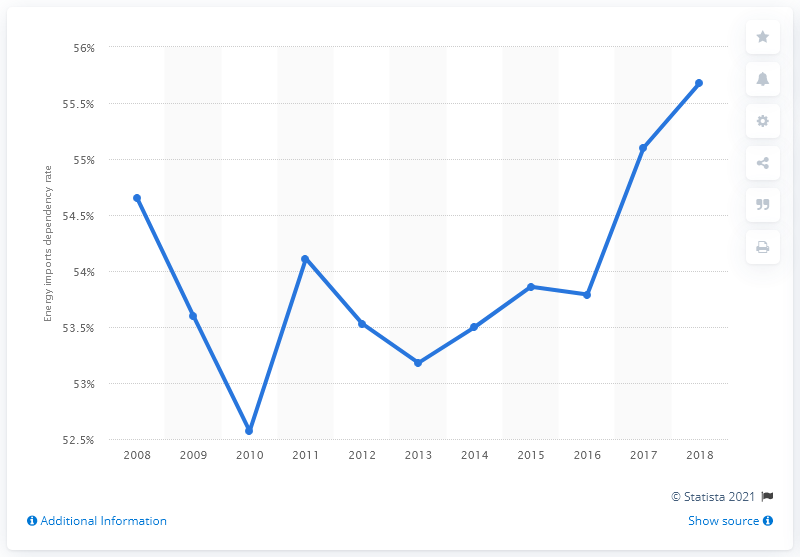 56%
55.5%
55%
54.5%
54%
53.5%
53%
52.5%
Energy imports dependency rate
2008 2009 2010 2011 2012 2013 2014 2015 2016 2017 2018
© Statista 2021
Additional Information
Show source